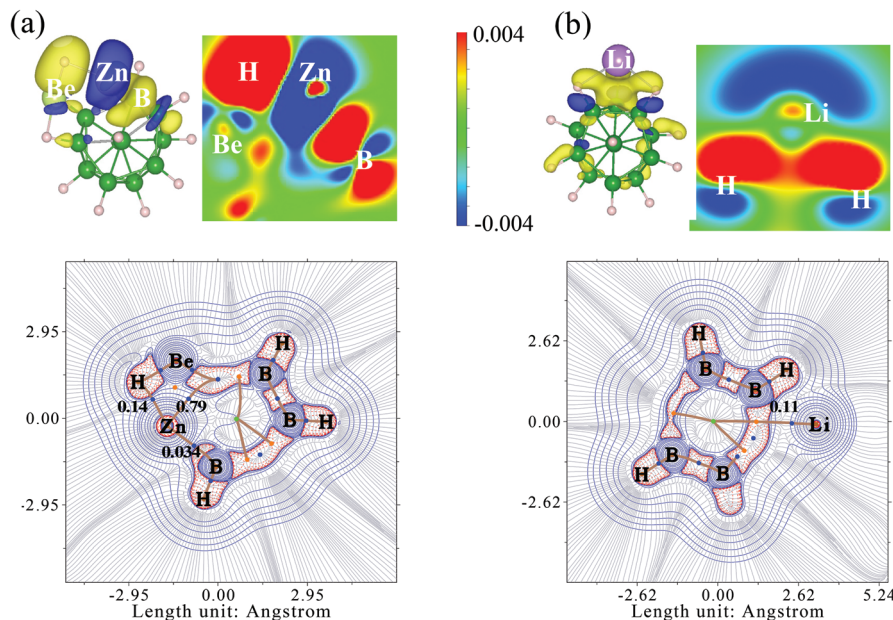 (a)
Be
Zn
B
H
Zn
Be
B
0.004
-0.004
(b)
Li
Li
H
H
2.95
0.00
-2.95
H
Be
H
B
0.14
0.79
B
H
Zn
0.034
B
H
-2.95
0.00
2.95
Length unit: Angstrom
2.62
0.00
-2.62
H
B
H
B
0.11
Li
B
H
B
-2.62
0.00
2.62
5.24
Length unit: Angstrom